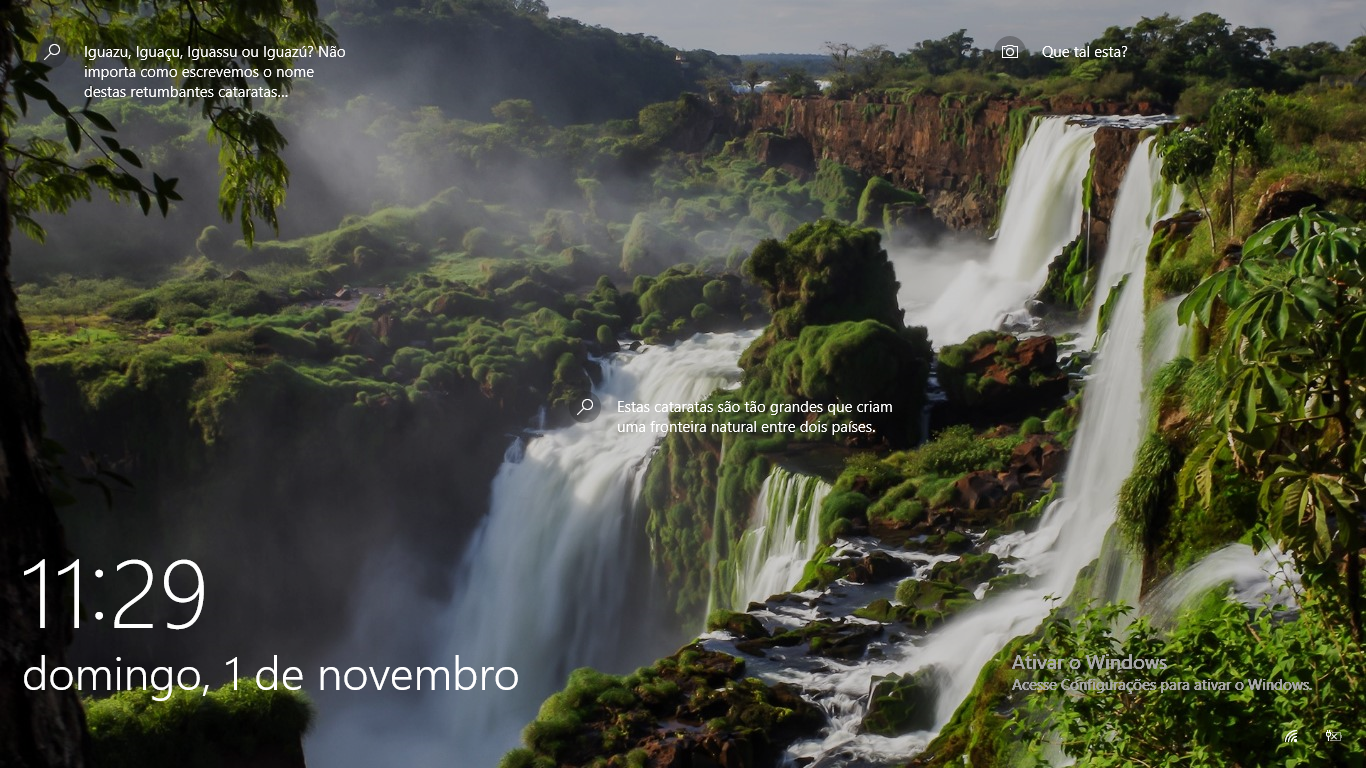 Iguazu, Iguaçu, Iguassu ou Iguazú? Não
importa como escrevemos o nome
destas retumbantes cataratas...
Que tal esta?
Estas cataratas são tão grandes que criam
uma fronteira natural entre dois países.
11:29
domingo, 1 de novembro
Ativar o Windows
Acesse Configurações para ativar o Windows.